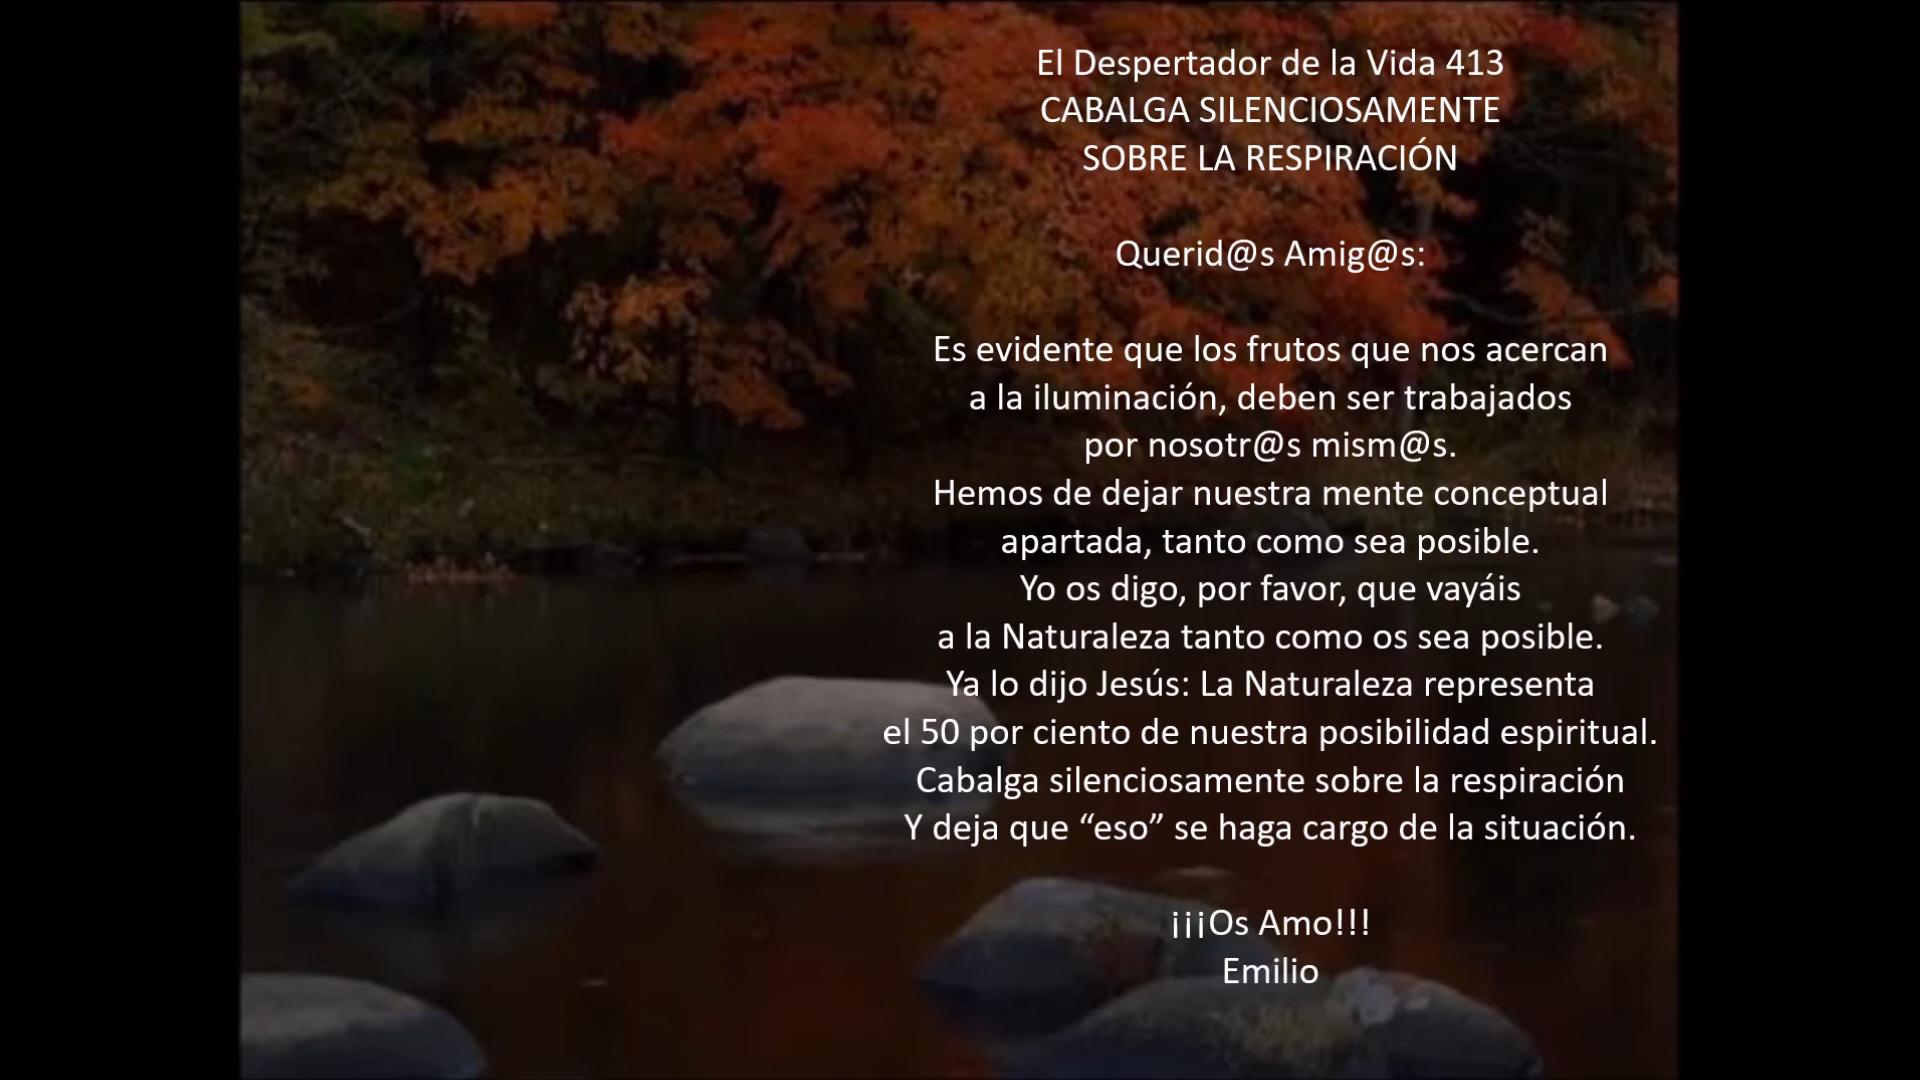 El Despertador de la Vida 413
CABALGA SILENCIOSAMENTE
SOBRE LA RESPIRACIÓN
Querid@s Amig@s:
Es evidente que los frutos que nos acercan
a la iluminación, deben ser trabajados
por nosotr@s mism@s.
Hemos de dejar nuestra mente conceptual
apartada, tanto como sea posible.
Yo os digo, por favor, que vayáis
a la Naturaleza tanto como os sea posible.
Ya lo dijo Jesús: La Naturaleza representa
el 50 por ciento de nuestra posibilidad espiritual.
Cabalga silenciosamente sobre la respiración
Y deja que “eso” se haga cargo de la situación.
¡¡¡Os Amo!!!
Emilio